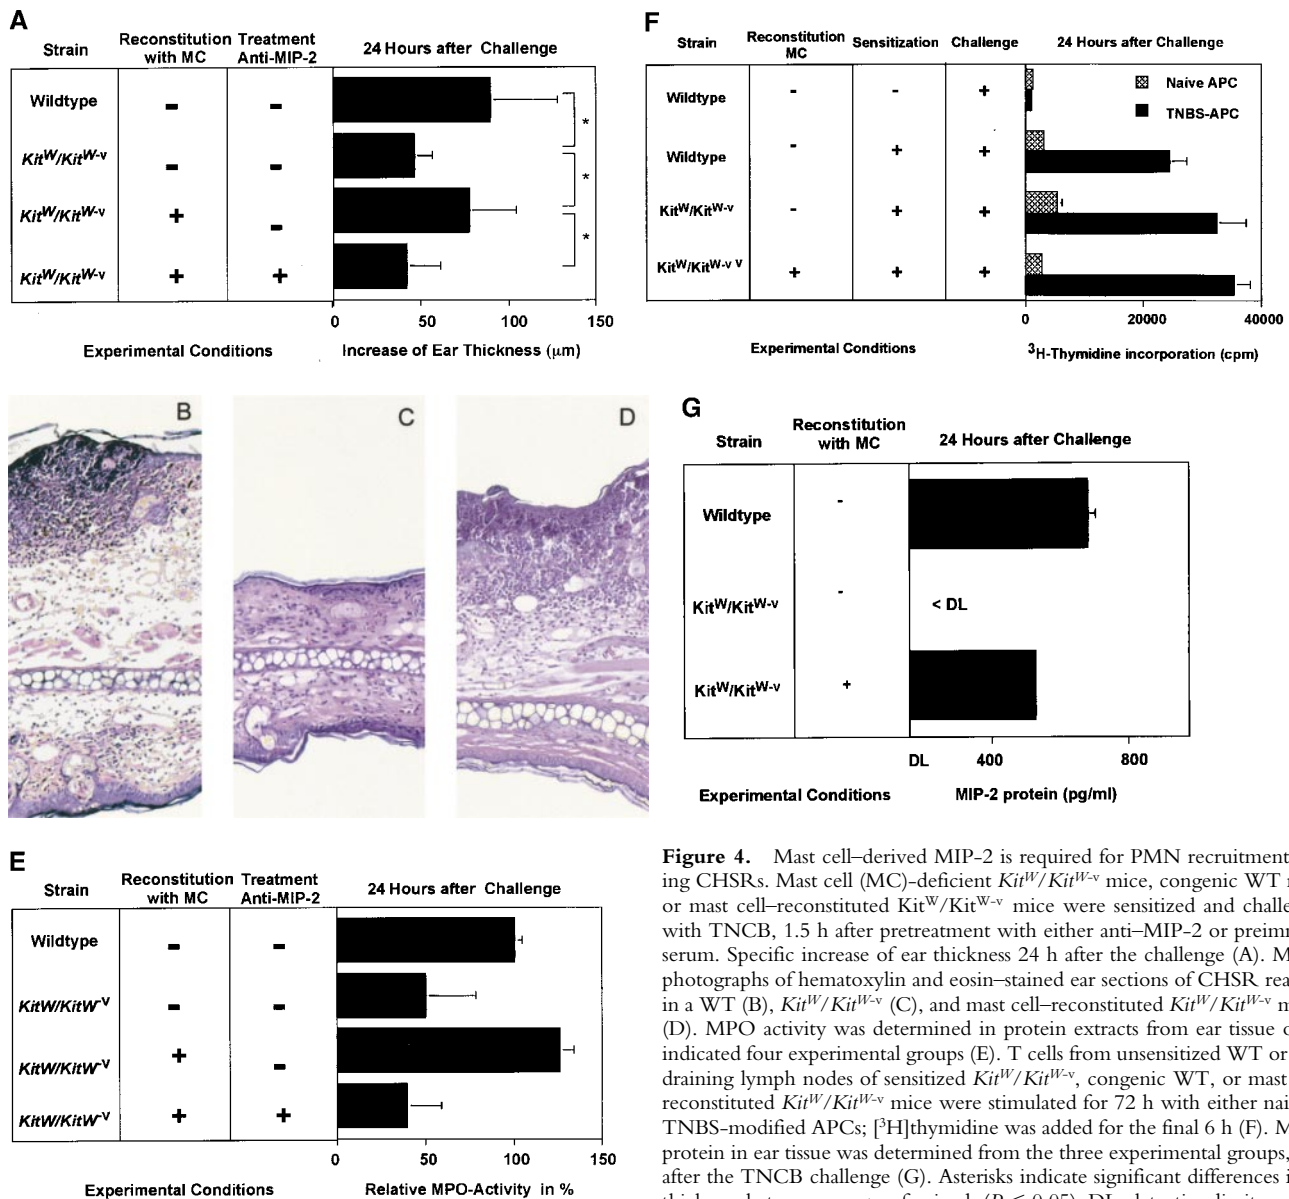 A
Strain
Reconstitution with MC
Treatment Anti-MIP-2
24 Hours after Challenge
Wildtype - -
*
KitW/KitW-v - -
*
KitW/KitW-v + -
*
KitW/KitW-v + +
0 50 100 150
Experimental Conditions
Increase of Ear Thickness (µm)
F
Strain
Reconstitution MC
Sensitization
Challenge
24 Hours after Challenge
Naive APC
TNBS-APC
Wildtype - - +
Wildtype - + +
KitW/KitW-v - + +
KitW/KitW-v V + + +
0 20000 40000
Experimental Conditions
3H-Thymidine incorporation (cpm)
B
C
D
G
Strain
Reconstitution with MC
24 Hours after Challenge
Wildtype -
KitW/KitW-v - < DL
KitW/KitW-v +
DL 400 800
Experimental Conditions
MIP-2 protein (pg/ml)
E
Strain
Reconstitution with MC
Treatment Anti-MIP-2
24 Hours after Challenge
Wildtype - -
KitW/KitW-V - -
KitW/KitW-V + -
KitW/KitW-V + +
0 50 100 150
Experimental Conditions
Relative MPO-Activity in %
Figure 4. Mast cell–derived MIP-2 is required for PMN recruitment
ing CHSRs. Mast cell (MC)-deficient KitW/KitW-v mice, congenic WT
or mast cell–reconstituted KitW/KitW-v mice were sensitized and challe
with TNCB, 1.5 h after pretreatment with either anti–MIP-2 or preimm
serum. Specific increase of ear thickness 24 h after the challenge (A). M
photographs of hematoxylin and eosin–stained ear sections of CHSR rea
in a WT (B), KitW/KitW-v (C), and mast cell–reconstituted KitW/KitW-v m
(D). MPO activity was determined in protein extracts from ear tissue o
indicated four experimental groups (E). T cells from unsensitized WT or
draining lymph nodes of sensitized KitW/KitW-v, congenic WT, or mast
reconstituted KitW/KitW-v mice were stimulated for 72 h with either nai
TNBS-modified APCs; [3H]thymidine was added for the final 6 h (F). M
protein in ear tissue was determined from the three experimental groups,
after the TNCB challenge (G). Asterisks indicate significant differences i